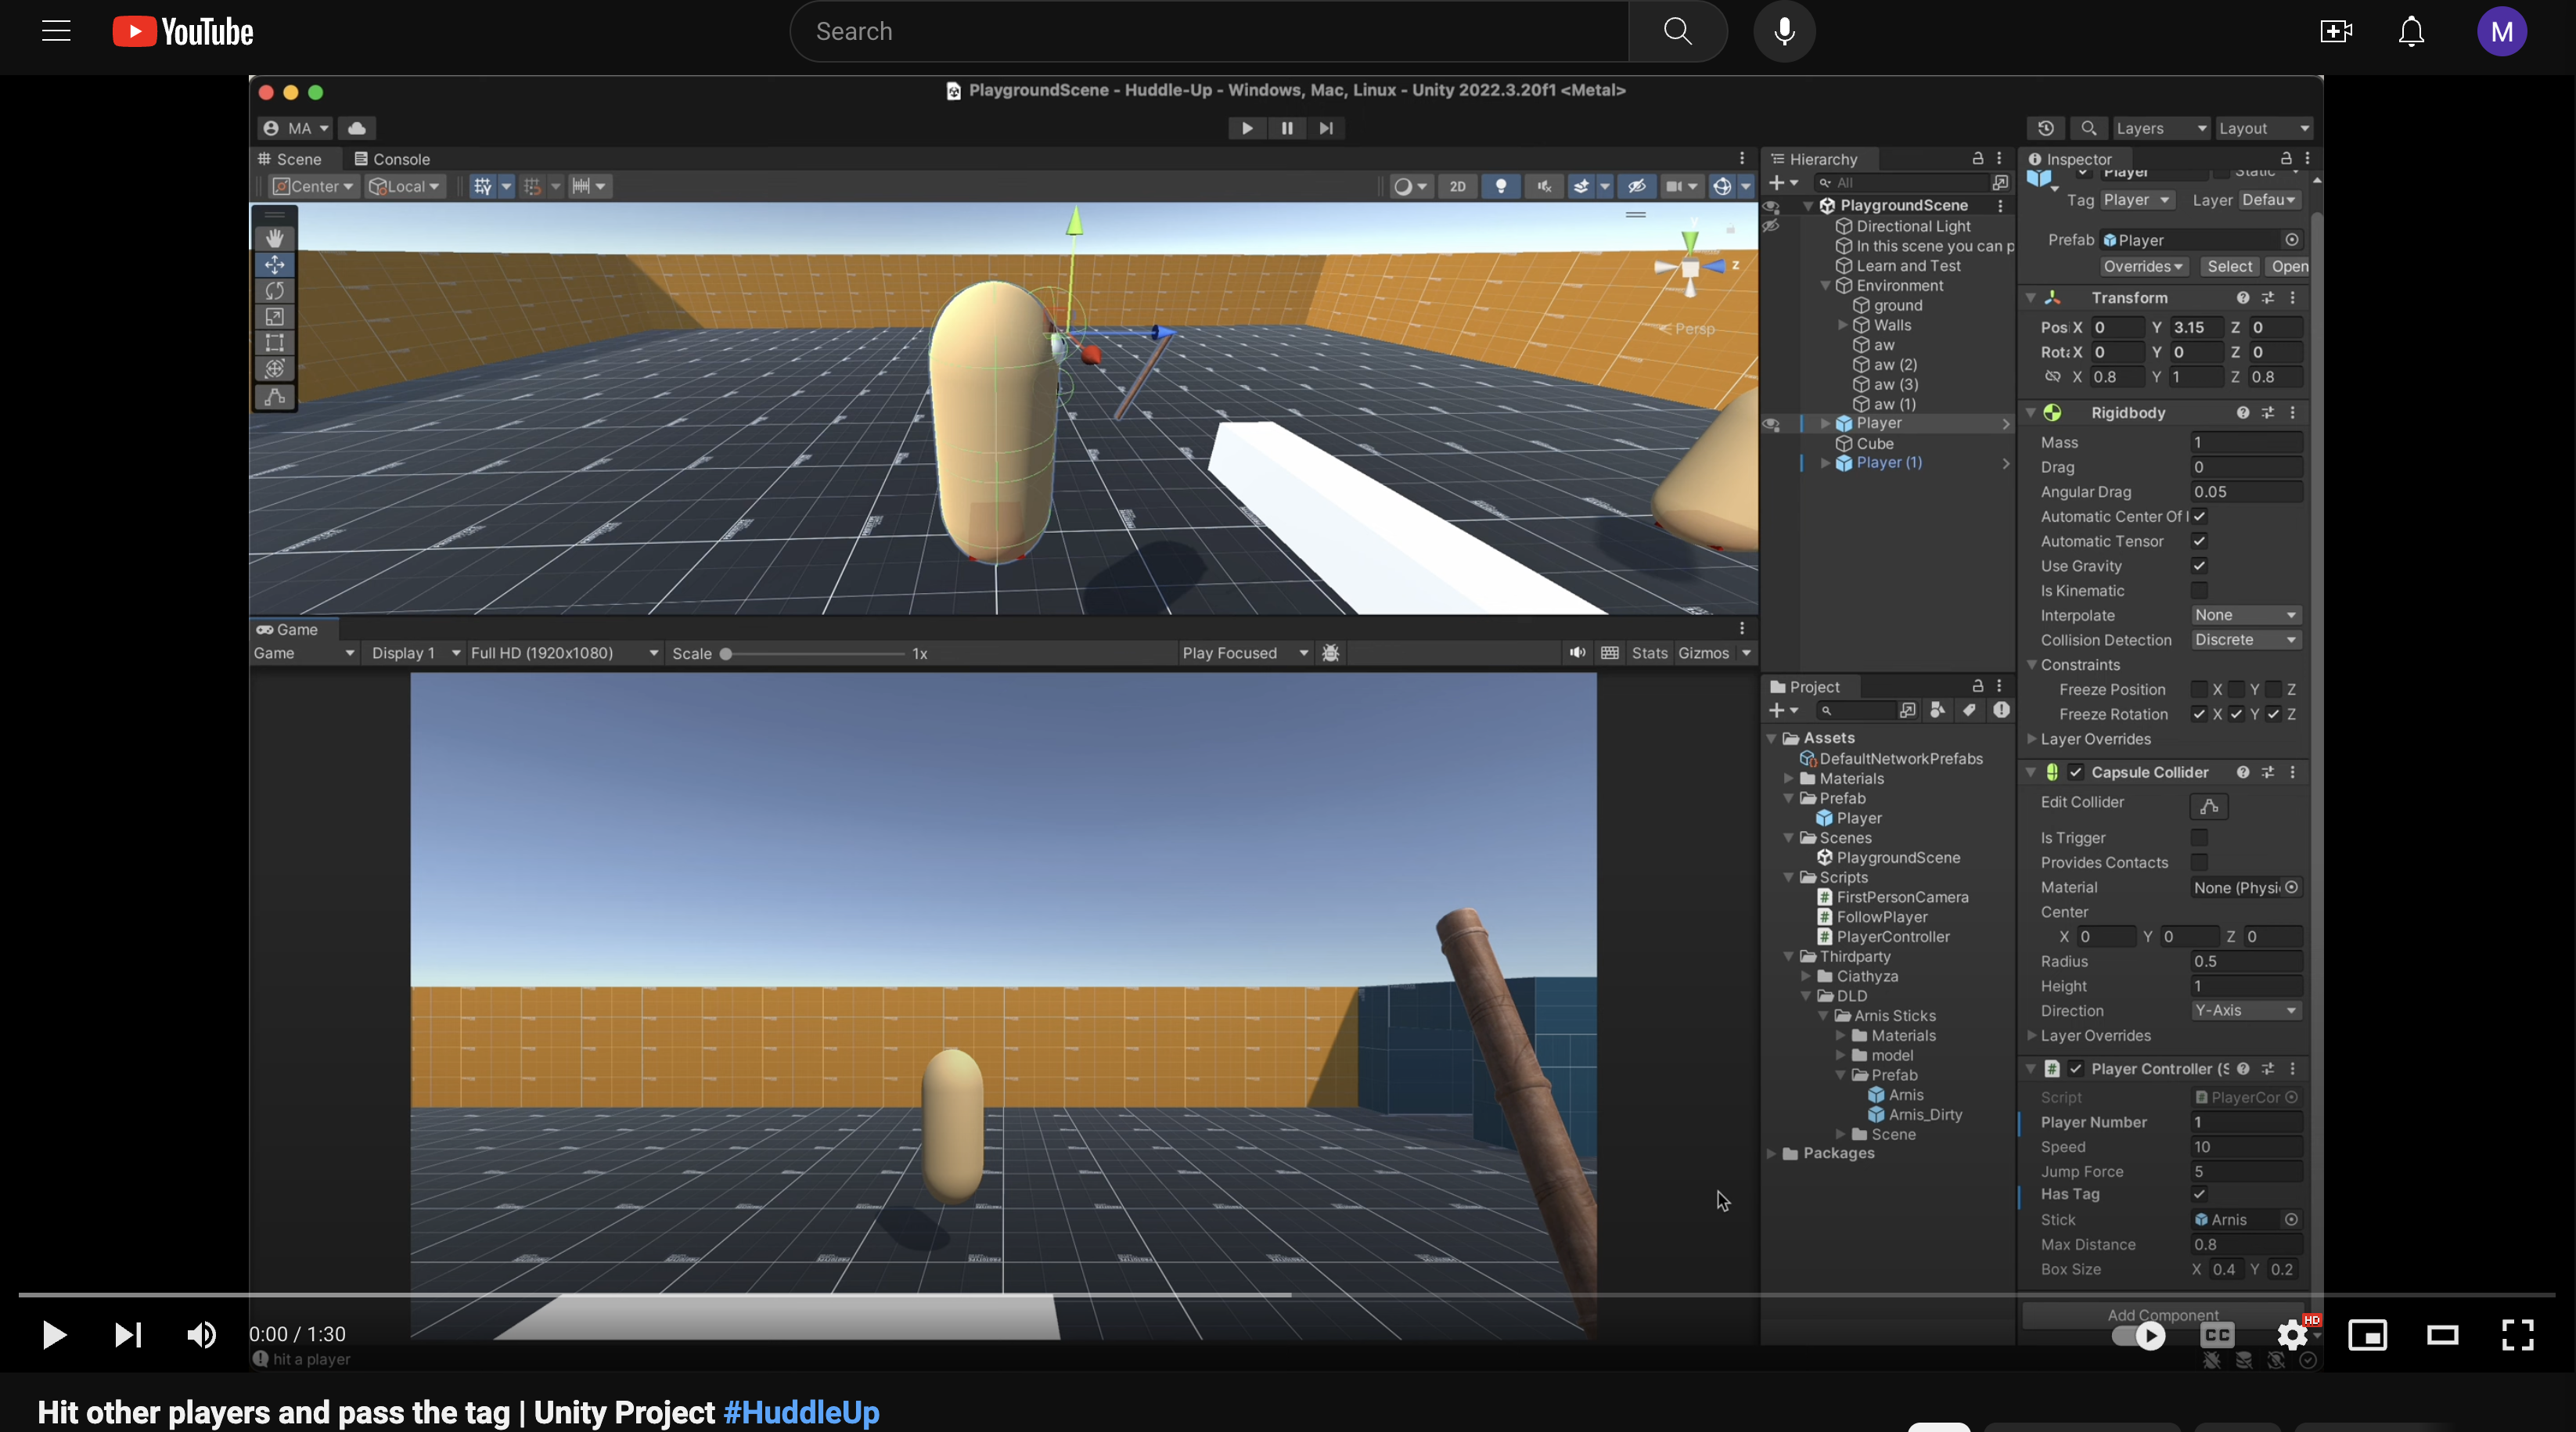 YouTube
Search
M
PlaygroundScene - Huddle-Up - Windows, Mac, Linux - Unity 2022.3.20f1 <Metal>
MA
Layers
Layout
Scene
Console
Center
Local
2D
Z
Persp
Hierarchy
All
PlaygroundScene
Directional Light
In this scene you can p
Learn and Test
Environment
ground
Walls
aw
aw (2)
aw (3)
aw (1)
Player
Cube
Player (1)
Game
Game
Display 1
Full HD (1920x1080)
Scale
1x
Play Focused
Stats
Gizmos
Project
Assets
DefaultNetworkPrefabs
Materials
Prefab
Player
Scenes
PlaygroundScene
Scripts
FirstPersonCamera
FollowPlayer
PlayerController
Thirdparty
Ciathyza
DLD
Arnis Sticks
Materials
model
Prefab
Arnis
Arnis_Dirty
Scene
Packages
Inspector
Player Static
Tag Player Layer Defau
Prefab Player
Overrides Select Open
Transform
Pos X 0 Y 3.15 Z 0
Rota X 0 Y 0 Z 0
X 0.8 Y 1 Z 0.8
Rigidbody
Mass 1
Drag 0
Angular Drag 0.05
Automatic Center Of
Automatic Tensor
Use Gravity
Is Kinematic
Interpolate None
Collision Detection Discrete
Constraints
Freeze Position X Y Z
Freeze Rotation X Y Z
Layer Overrides
Capsule Collider
Edit Collider
Is Trigger
Provides Contacts
Material None (Physi
Center
X 0 Y 0 Z 0
Radius 0.5
Height 1
Direction Y-Axis
Layer Overrides
Player Controller (S
Script PlayerCor
Player Number 1
Speed 10
Jump Force 5
Has Tag
Stick Arnis
Max Distance 0.8
Box Size X 0.4 Y 0.2
Add Component
0:00 / 1:30
CC
HD
hit a player
Hit other players and pass the tag | Unity Project #HuddleUp